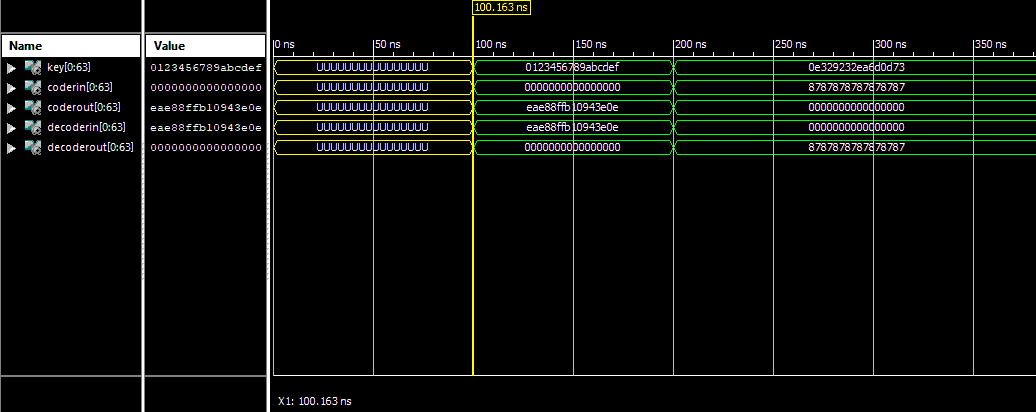 100.163 ns
Name Value 0 ns 50 ns 100 ns 150 ns 200 ns 250 ns 300 ns 350 ns
key[0:63] 0123456789abcdef UUUUUUUUUUUUUUUU 0123456789abcdef 0e329232ea6d0d73
coderin[0:63] 0000000000000000 UUUUUUUUUUUUUUUU 0000000000000000 8787878787878787
coderout[0:63] eae88ffb10943e0e UUUUUUUUUUUUUUUU eae88ffb10943e0e 0000000000000000
decoderin[0:63] eae88ffb10943e0e UUUUUUUUUUUUUUUU eae88ffb10943e0e 0000000000000000
decoderout[0:63] 0000000000000000 UUUUUUUUUUUUUUUU 0000000000000000 8787878787878787
X1: 100.163 ns